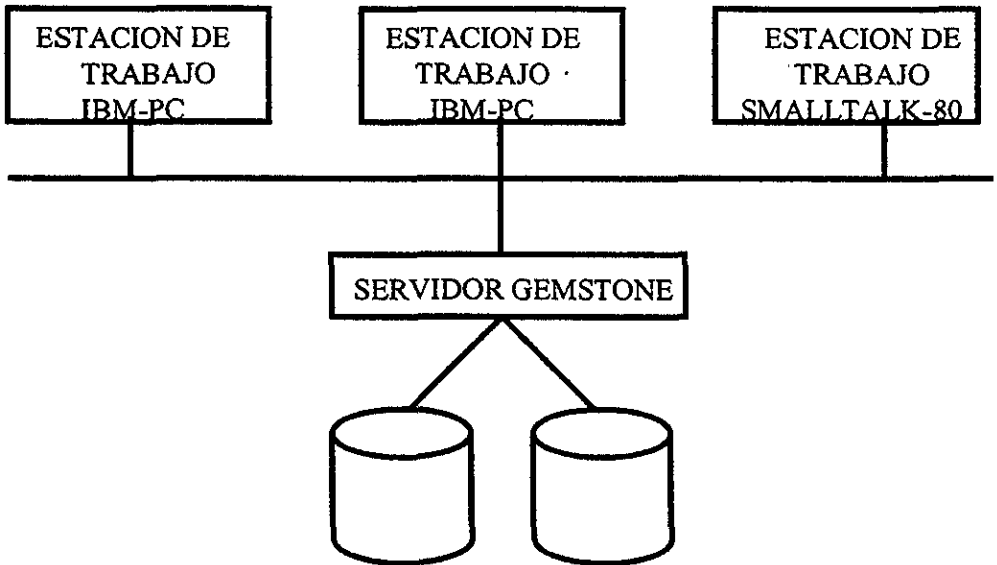 ESTACION DE
TRABAJO
IBM-PC
ESTACION DE
TRABAJO
IBM-PC
ESTACION DE
TRABAJO
SMALLTALK-80
SERVIDOR GEMSTONE